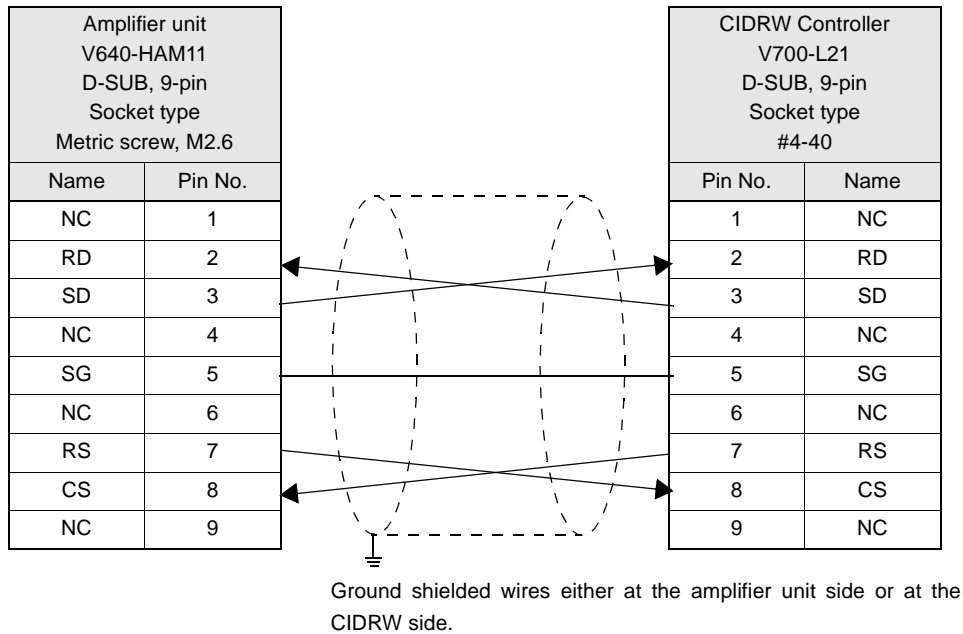 Amplifier unit
V640-HAM11
D-SUB, 9-pin
Socket type
Metric screw, M2.6
Name Pin No.
NC 1
RD 2
SD 3
NC 4
SG 5
NC 6
RS 7
CS 8
NC 9
CIDRW Controller
V700-L21
D-SUB, 9-pin
Socket type
#4-40
Pin No. Name
1 NC
2 RD
3 SD
4 NC
5 SG
6 NC
7 RS
8 CS
9 NC
Ground shielded wires either at the amplifier unit side or at the
CIDRW side.